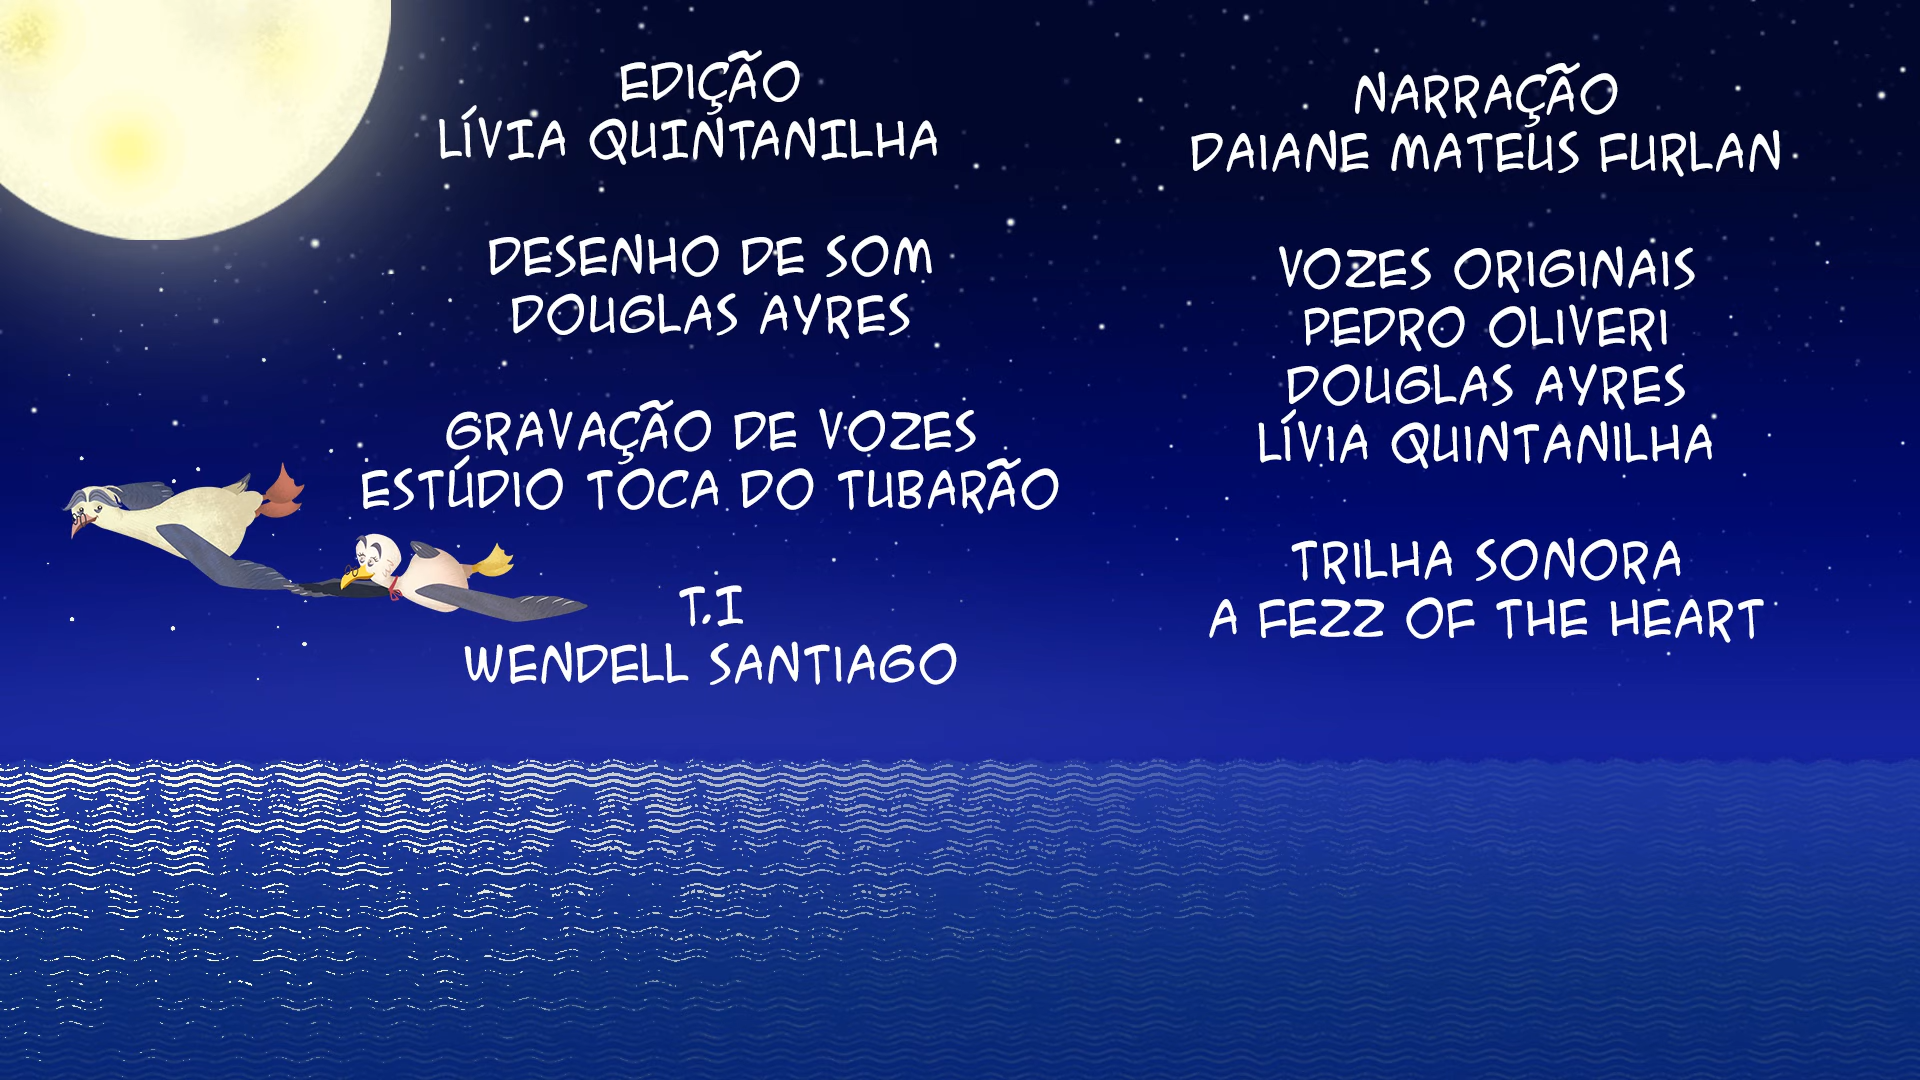 EDIÇÃO
LÍVIA QUINTANILHA
DESENHO DE SOM
DOUGLAS AYRES
GRAVAÇÃO DE VOZES
ESTÚDIO TOCA DO TUBARÃO
T.I
WENDELL SANTIAGO
NARRAÇÃO
DAIANE MATEUS FURLAN
VOZES ORIGINAIS
PEDRO OLIVERI
DOUGLAS AYRES
LÍVIA QUINTANILHA
TRILHA SONORA
A FEZZ OF THE HEART